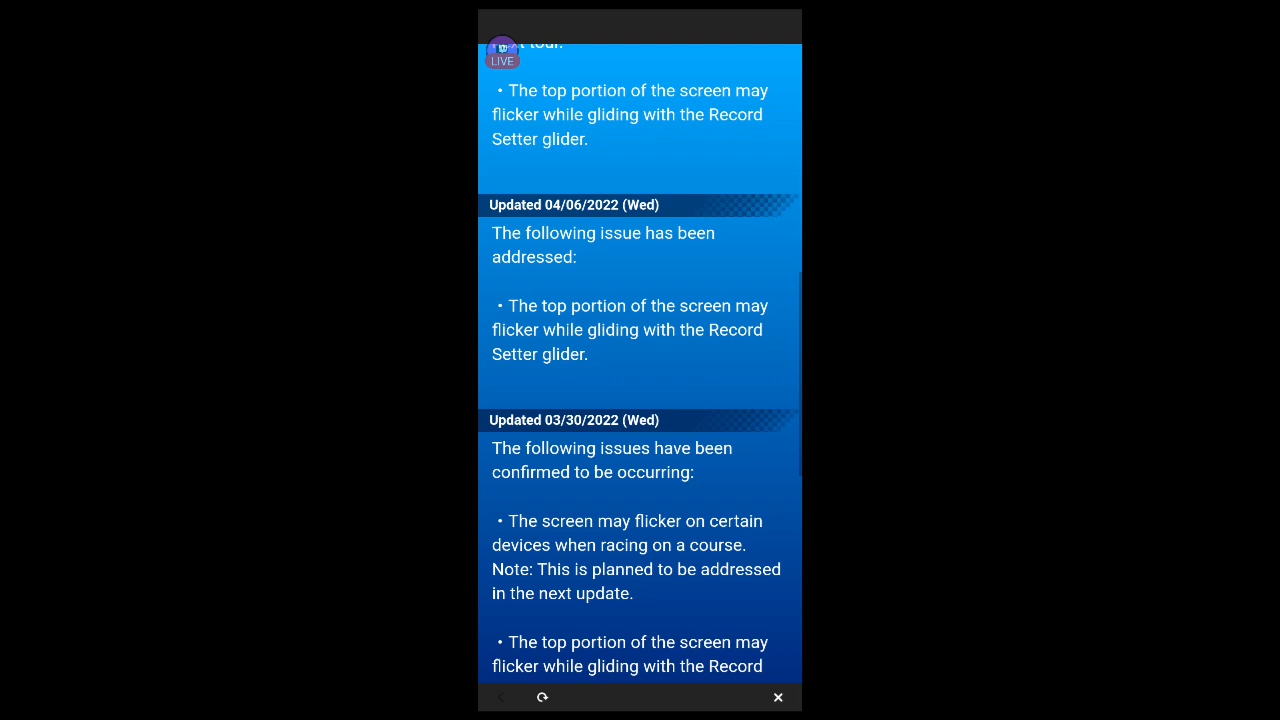 next tour.
LIVE
・The top portion of the screen may
flicker while gliding with the Record
Setter glider.
Updated 04/06/2022 (Wed)
The following issue has been
addressed:
・The top portion of the screen may
flicker while gliding with the Record
Setter glider.
Updated 03/30/2022 (Wed)
The following issues have been
confirmed to be occurring:
・The screen may flicker on certain
devices when racing on a course.
Note: This is planned to be addressed
in the next update.
・The top portion of the screen may
flicker while gliding with the Record